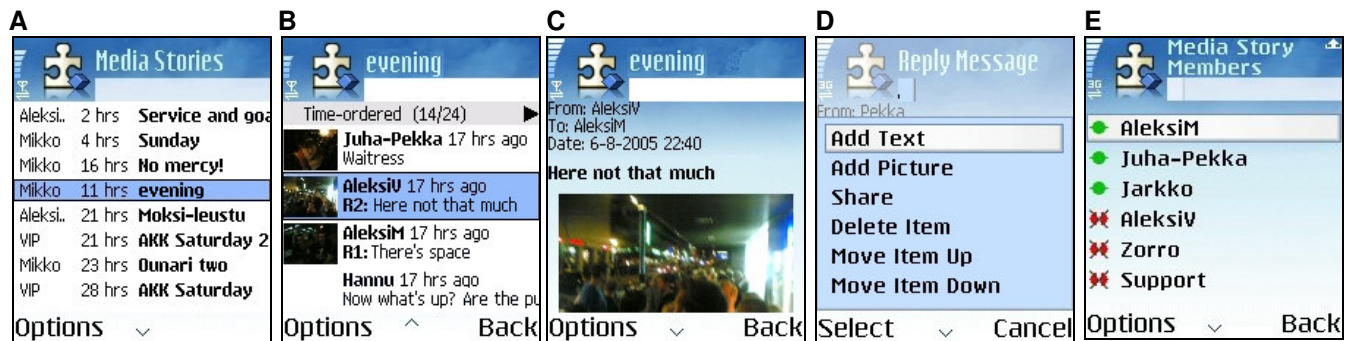 A
Media Stories
Aleksi.. 2 hrs Service and goa
Mikko 4 hrs Sunday
Mikko 16 hrs No mercy!
Mikko 11 hrs evening
Aleksi.. 21 hrs Moksi-leustu
VIP 21 hrs AKK Saturday 2
Mikko 23 hrs Ounari two
VIP 28 hrs AKK Saturday
Options
B
evening
Time-ordered (14/24)
Juha-Pekka 17 hrs ago
Waitress
AleksiV 17 hrs ago
R2: Here not that much
AleksiM 17 hrs ago
R1: There's space
Hannu 17 hrs ago
Now what's up? Are the pu
Options Back
C
evening
From: AleksiV
To: AleksiM
Date: 6-8-2005 22:40
Here not that much
Options Back
D
3G
Reply Message
From: Pekka
Add Text
Add Picture
Share
Delete Item
Move Item Up
Move Item Down
Select Cancel
E
3G
Media Story
Members
AleksiM
Juha-Pekka
Jarkko
AleksiV
Zorro
Support
Options Back